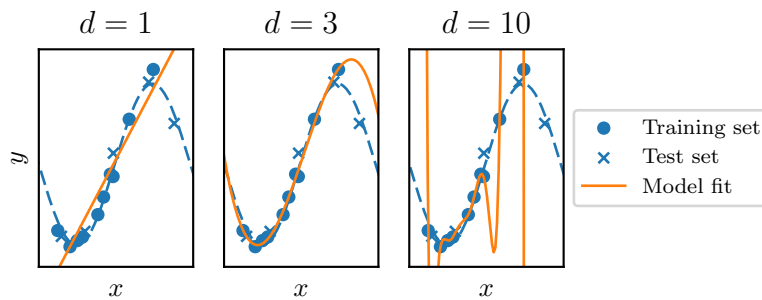 d = 1
d = 3
d = 10
y
x
x
x
Training set
Test set
Model fit